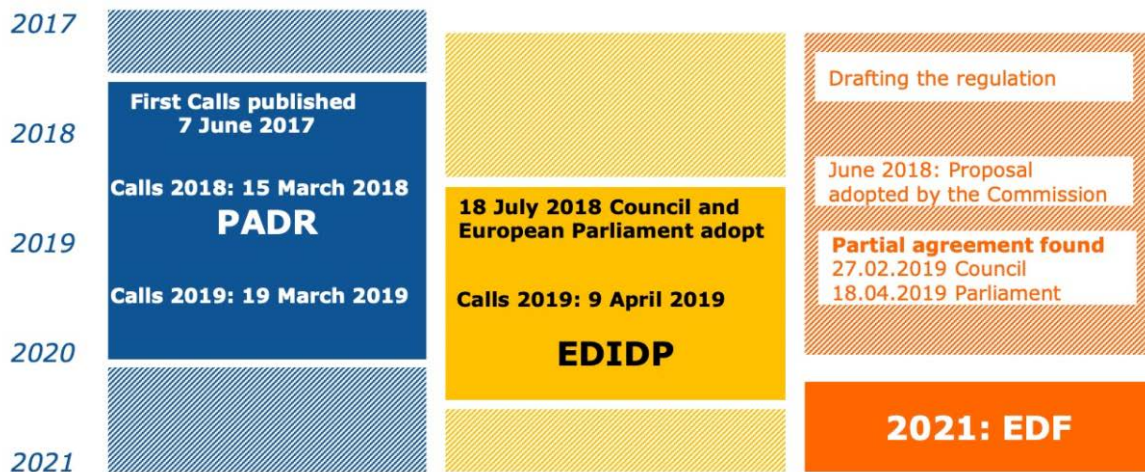 2017
2018
2019
2020
2021
First Calls published
7 June 2017
Calls 2018: 15 March 2018
PADR
Calls 2019: 19 March 2019
18 July 2018 Council and
European Parliament adopt
Calls 2019: 9 April 2019
EDIDP
Drafting the regulation
June 2018: Proposal
adopted by the Commission
Partial agreement found
27.02.2019 Council
18.04.2019 Parliament
2021: EDF